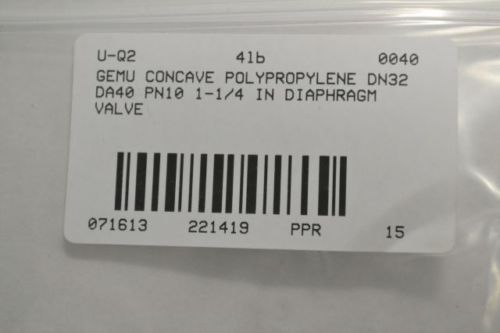 U-Q2 41b 0040
GEMU CONCAVE POLYPROPYLENE DN32
DA40 PN10 1-1/4 IN DIAPHRAGM
VALVE
071613 221419 PPR 15